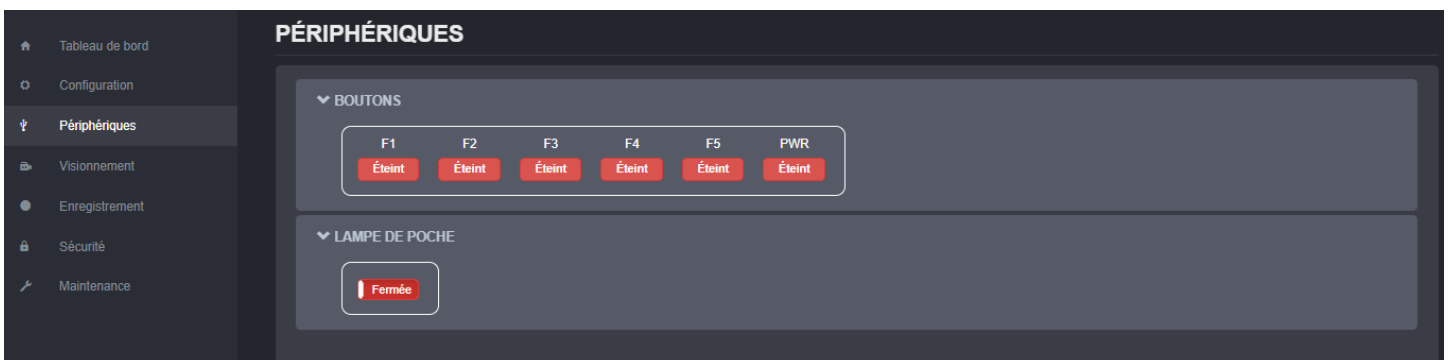 PÉRIPHÉRIQUES
Tableau de bord
Configuration
Périphériques
Visionnement
Enregistrement
Sécurité
Maintenance
BOUTONS
F1 F2 F3 F4 F5 PWR
Éteint Éteint Éteint Éteint Éteint Éteint
LAMPE DE POCHE
Fermée